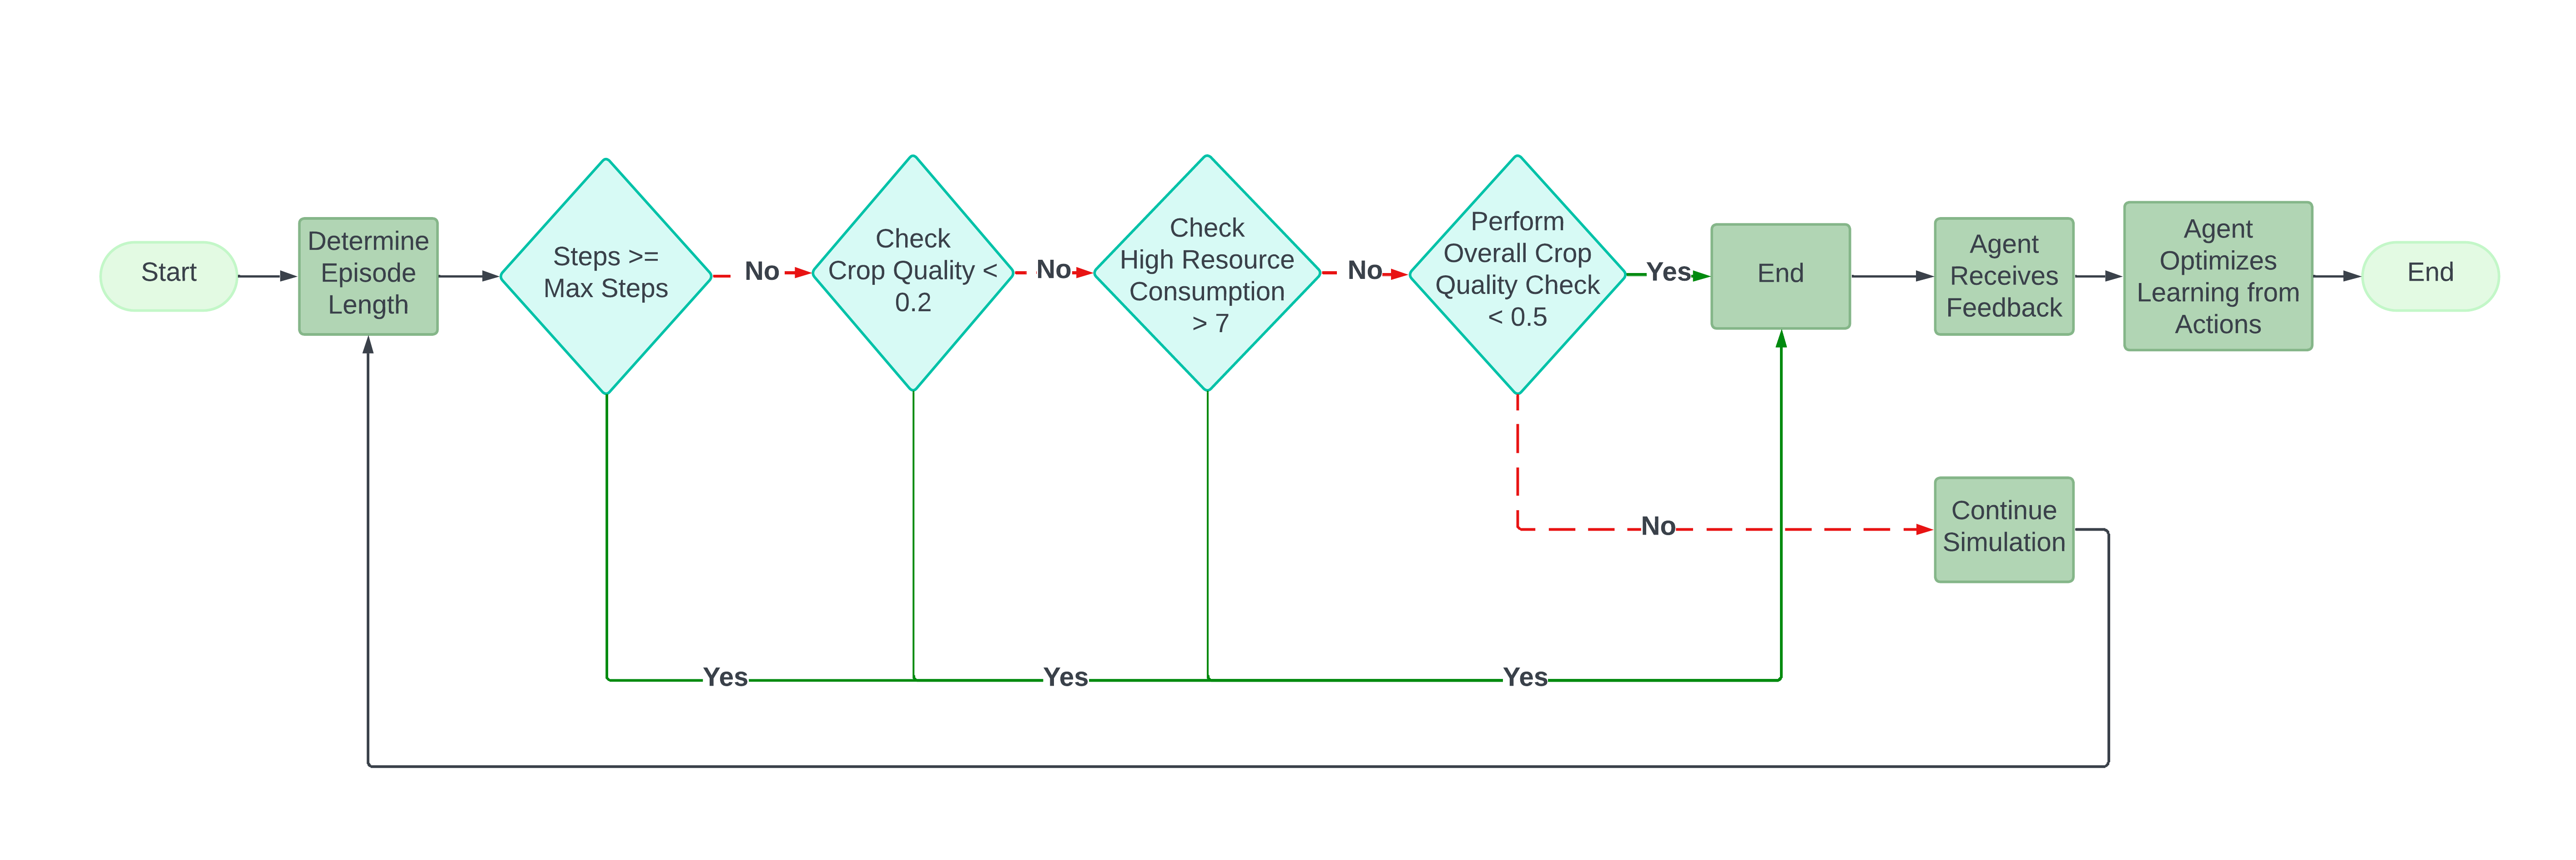 Start
Determine
Episode
Length
Steps >=
Max Steps
No
Check
Crop Quality <
0.2
No
Check
High Resource
Consumption
> 7
No
Perform
Overall Crop
Quality Check
< 0.5
Yes
End
Agent
Receives
Feedback
Agent
Optimizes
Learning from
Actions
End
No
Continue
Simulation
Yes
Yes
Yes